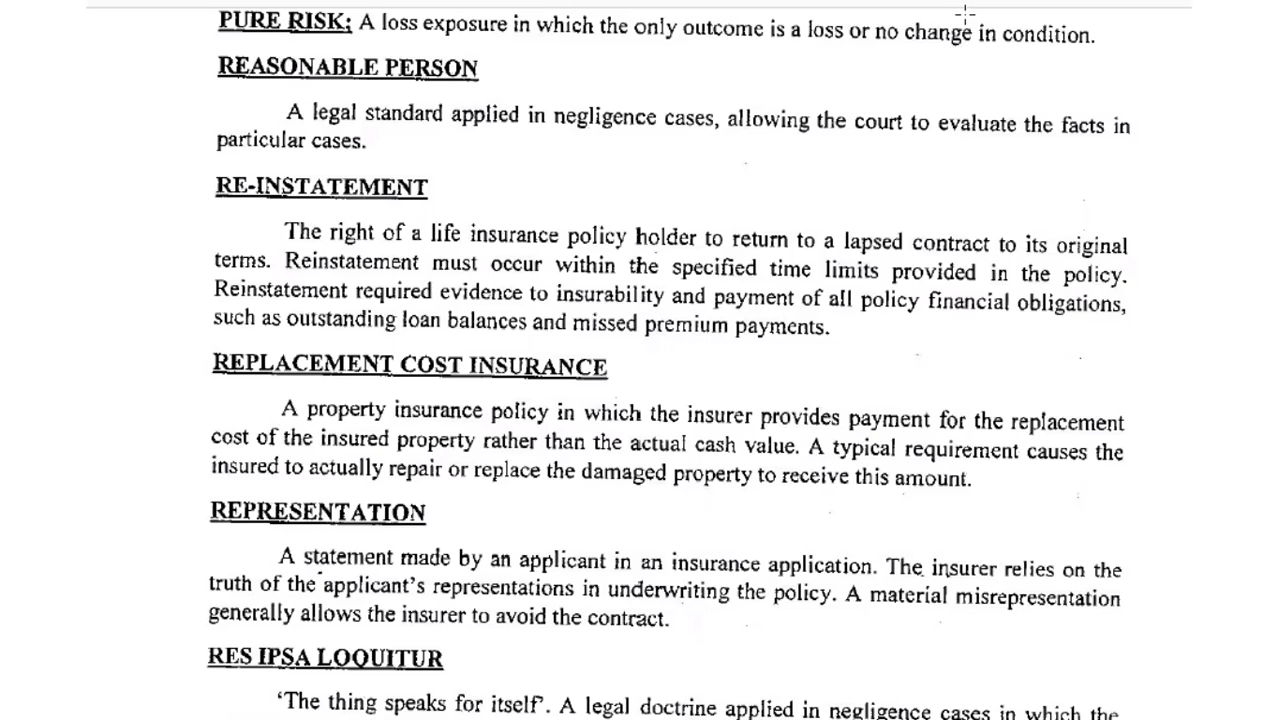 PURE RISK: A loss exposure in which the only outcome is a loss or no change in condition.
REASONABLE PERSON
A legal standard applied in negligence cases, allowing the court to evaluate the facts in
particular cases.
RE-INSTATEMENT
The right of a life insurance policy holder to return to a lapsed contract to its original
terms. Reinstatement must occur within the specified time limits provided in the policy.
Reinstatement required evidence to insurability and payment of all policy financial obligations,
such as outstanding loan balances and missed premium payments.
REPLACEMENT COST INSURANCE
A property insurance policy in which the insurer provides payment for the replacement
cost of the insured property rather than the actual cash value. A typical requirement causes the
insured to actually repair or replace the damaged property to receive this amount.
REPRESENTATION
A statement made by an applicant in an insurance application. The insurer relies on the
truth of the applicant's representations in underwriting the policy. A material misrepresentation
generally allows the insurer to avoid the contract.
RES IPSA LOQUITUR
‘The thing speaks for itself’. A legal doctrine applied in negligence cases in which the